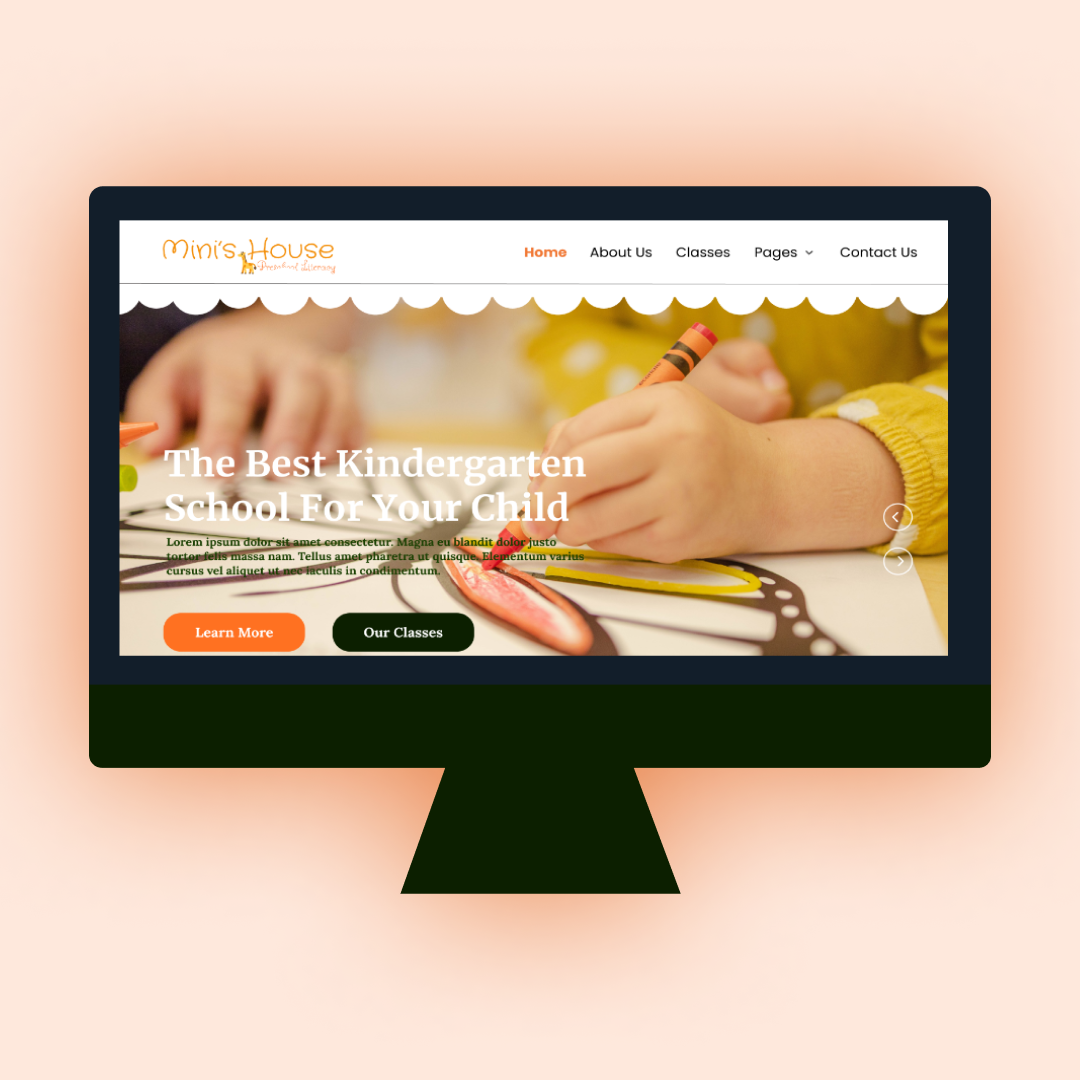 Mini's House
Preschool Literacy
Home About Us Classes Pages Contact Us
The Best Kindergarten
School For Your Child
Lorem ipsum dolor sit amet consectetur. Magna eu blandit dolor justo
tortor felis massa nam. Tellus amet pharetra ut quisque. Elementum varius
cursus vel aliquet ut nec iaculis in condimentum.
Learn More Our Classes